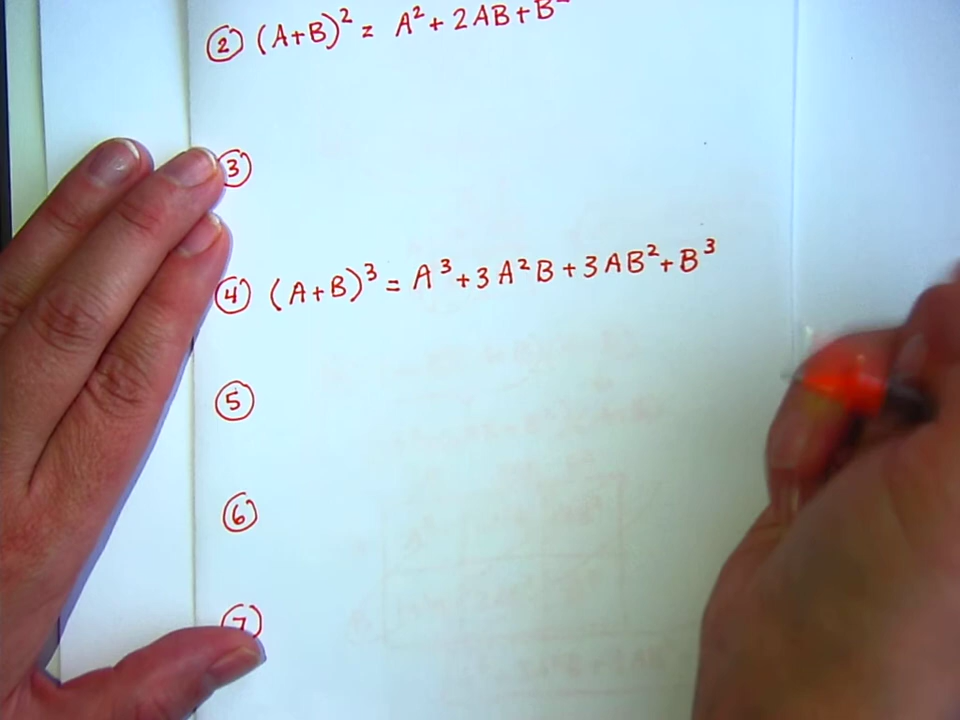 ② (A+B)² = A² + 2AB + B²
③
④ (A+B)³ = A³ + 3A²B + 3AB² + B³
⑤
⑥
⑦